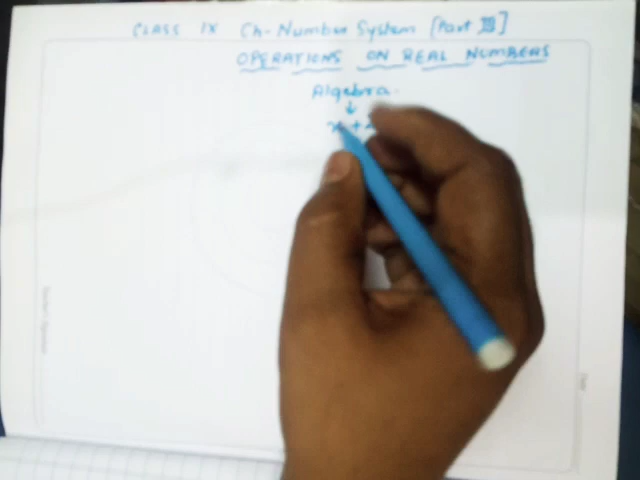 CLASS IX Ch-Number System [Part III]
OPERATIONS ON REAL NUMBERS
Algebra
↓
x +